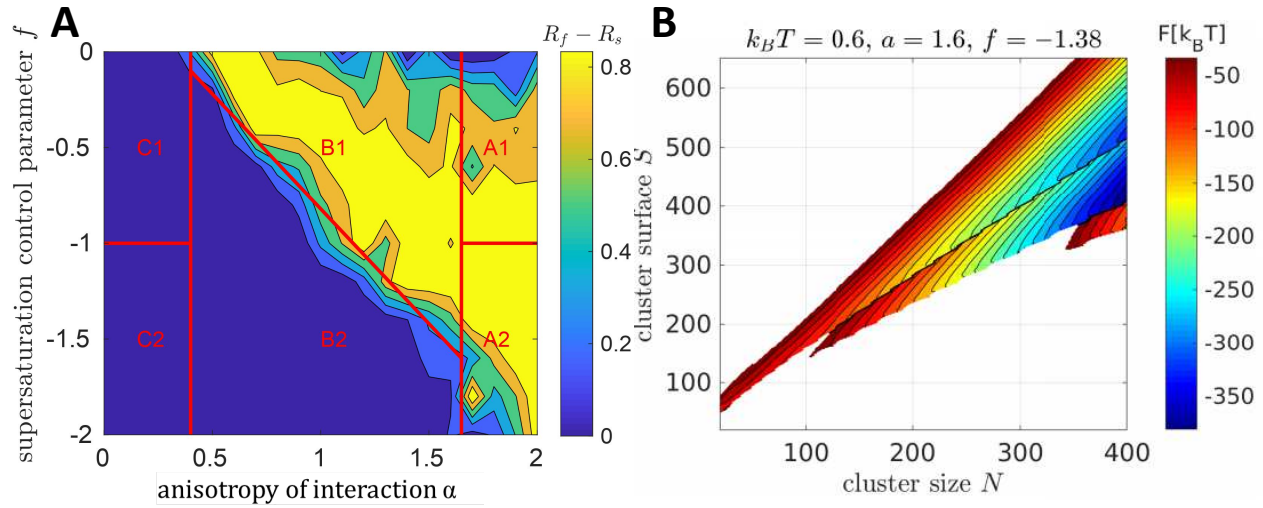 A
R_f − R_s
supersaturation control parameter f
0
-0.5
-1
-1.5
-2
C1
B1
A1
C2
B2
A2
0
0.5
1
1.5
2
anisotropy of interaction α
0.8
0.6
0.4
0.2
0
B
k_BT = 0.6, a = 1.6, f = −1.38
F[k_BT]
cluster surface S
600
500
400
300
200
100
100
200
300
400
cluster size N
-50
-100
-150
-200
-250
-300
-350